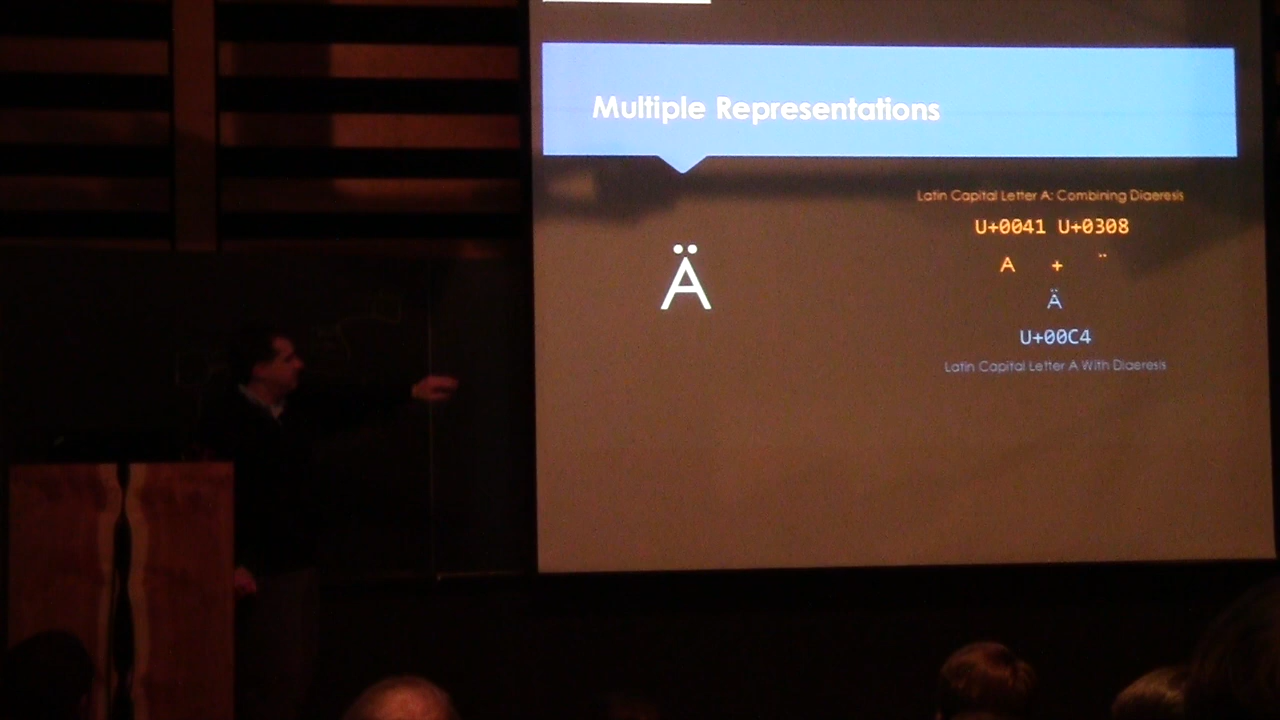 Multiple Representations
Ä
Latin Capital Letter A: Combining Diaeresis
U+0041 U+0308
A + ¨
Ä
U+00C4
Latin Capital Letter A With Diaeresis